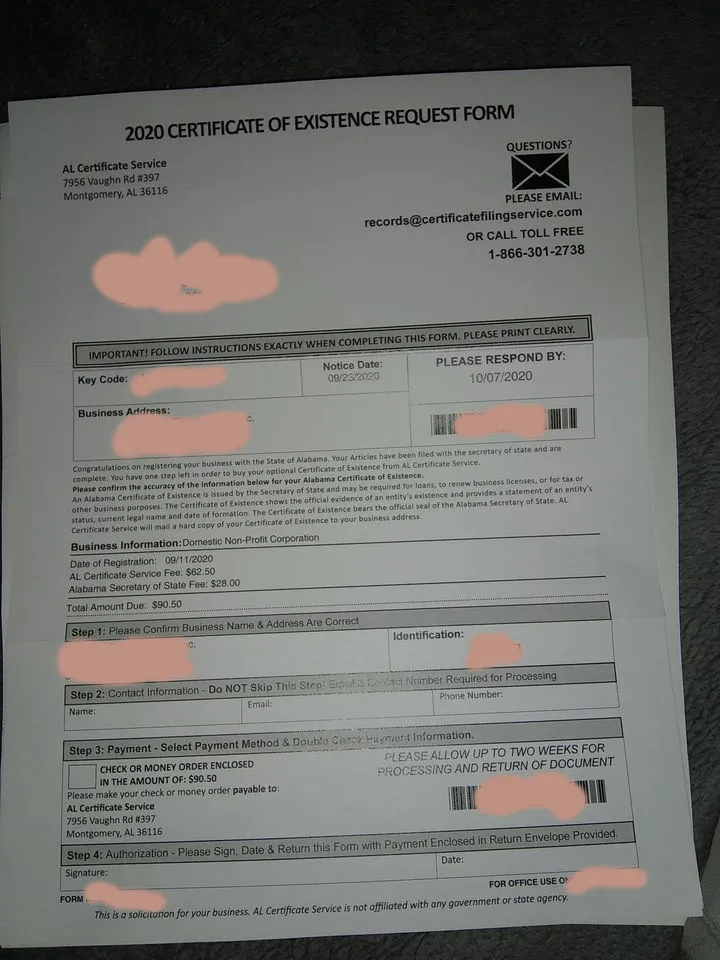 2020 CERTIFICATE OF EXISTENCE REQUEST FORM
AL Certificate Service
7956 Vaughn Rd #397
Montgomery, AL 36116
QUESTIONS?
PLEASE EMAIL:
records@certificatefilingservice.com
OR CALL TOLL FREE
1-866-301-2738
IMPORTANT! FOLLOW INSTRUCTIONS EXACTLY WHEN COMPLETING THIS FORM. PLEASE PRINT CLEARLY.
Key Code:
Notice Date:
09/23/2020
PLEASE RESPOND BY:
10/07/2020
Business Address:
C.
Congratulations on registering your business with the State of Alabama. Your Articles have been filed with the secretary of state and are
complete. You have one step left in order to buy your optional Certificate of Existence from AL Certificate Service.
Please confirm the accuracy of the information below for your Alabama Certificate of Existence.
An Alabama Certificate of Existence is issued by the Secretary of State and may be required for loans, to renew business licenses, or for tax or
other business purposes. The Certificate of Existence shows the official evidence of an entity's existence and provides a statement of an entity's
status, current legal name and date of formation. The Certificate of Existence bears the official seal of the Alabama Secretary of State. AL
Certificate Service will mail a hard copy of your Certificate of Existence to your business address.
Business Information: Domestic Non-Profit Corporation
Date of Registration: 09/11/2020
AL Certificate Service Fee: $62.50
Alabama Secretary of State Fee: $28.00
Total Amount Due: $90.50
Step 1: Please Confirm Business Name & Address Are Correct
C.
Identification:
Step 2: Contact Information - Do NOT Skip This Step! Email & Contact Number Required for Processing
Name:
Email:
Phone Number:
Step 3: Payment - Select Payment Method & Double Check Payment Information.
CHECK OR MONEY ORDER ENCLOSED
IN THE AMOUNT OF: $90.50
Please make your check or money order payable to:
AL Certificate Service
7956 Vaughn Rd #397
Montgomery, AL 36116
PLEASE ALLOW UP TO TWO WEEKS FOR
PROCESSING AND RETURN OF DOCUMENT
Step 4: Authorization - Please Sign, Date & Return this Form with Payment Enclosed in Return Envelope Provided.
Signature:
Date:
FORM
FOR OFFICE USE
This is a solicitation for your business. AL Certificate Service is not affiliated with any government or state agency.